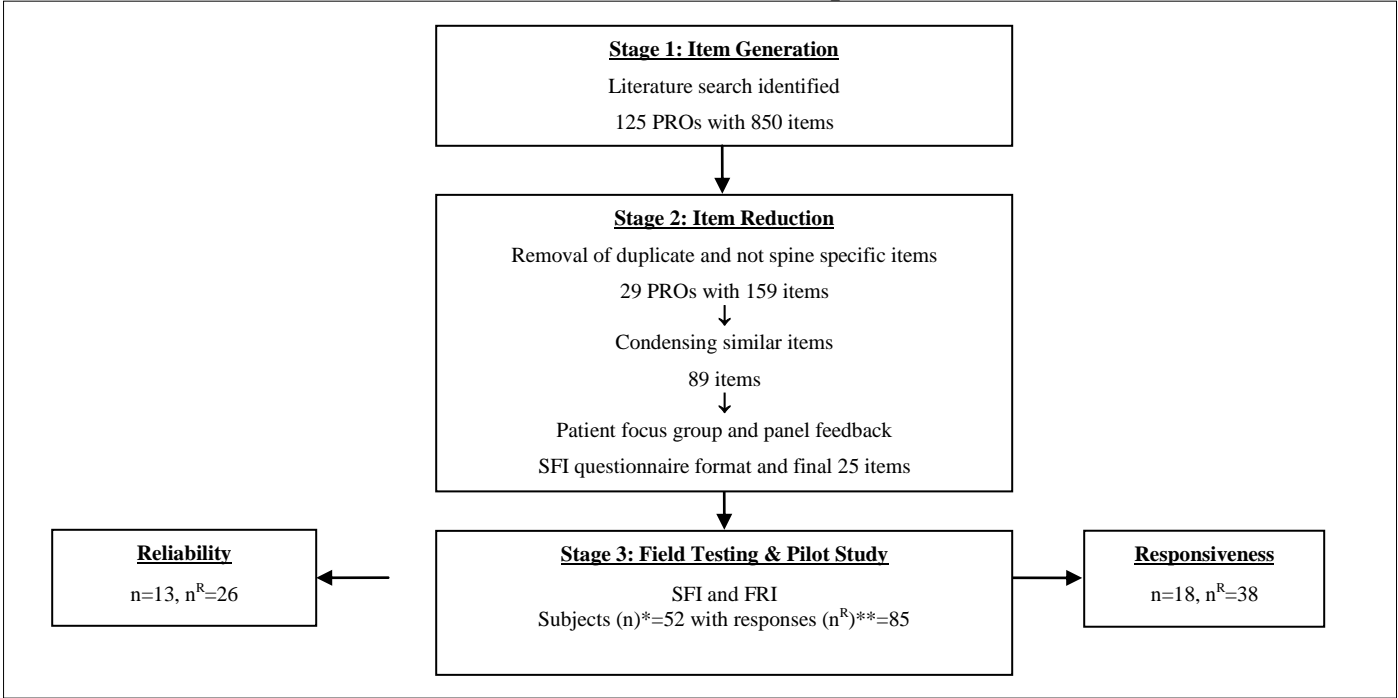 Stage 1: Item Generation
Literature search identified
125 PROs with 850 items
Stage 2: Item Reduction
Removal of duplicate and not spine specific items
29 PROs with 159 items
↓
Condensing similar items
89 items
↓
Patient focus group and panel feedback
SFI questionnaire format and final 25 items
Reliability
n=13, nᴿ=26
Stage 3: Field Testing & Pilot Study
SFI and FRI
Subjects (n)*=52 with responses (nᴿ)**=85
Responsiveness
n=18, nᴿ=38